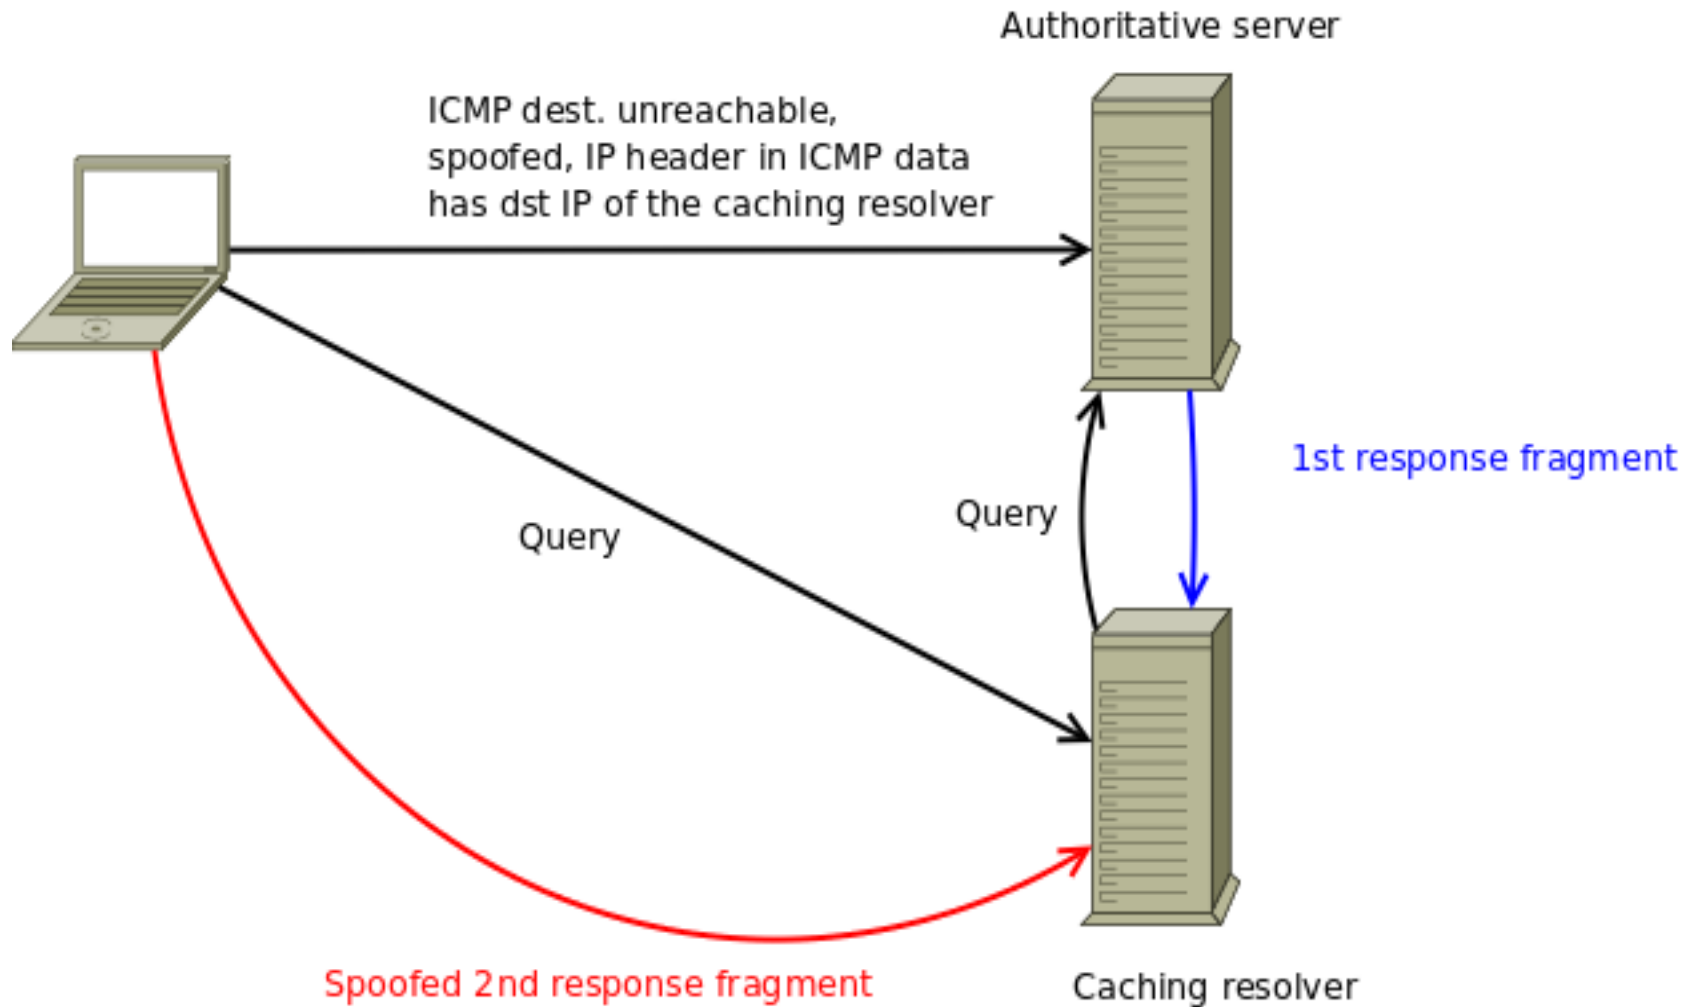 Authoritative server
ICMP dest. unreachable,
spoofed, IP header in ICMP data
has dst IP of the caching resolver
1st response fragment
Query
Query
Spoofed 2nd response fragment
Caching resolver